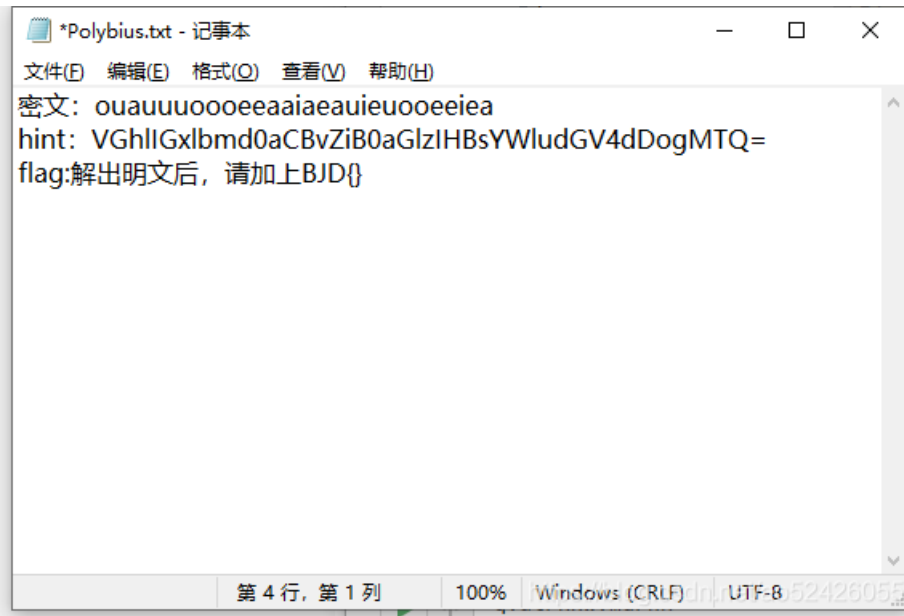 *Polybius.txt - 记事本
文件(F) 编辑(E) 格式(O) 查看(V) 帮助(H)
密文：ouauuuoooeeaaiaeauieuooeeiea
hint：VGhlIGxlbmd0aCBvZiB0aGlzIHBsYWludGV4dDogMTQ=
flag:解出明文后，请加上BJD{}
第 4 行，第 1 列 100% Windows (CRLF) UTF-8